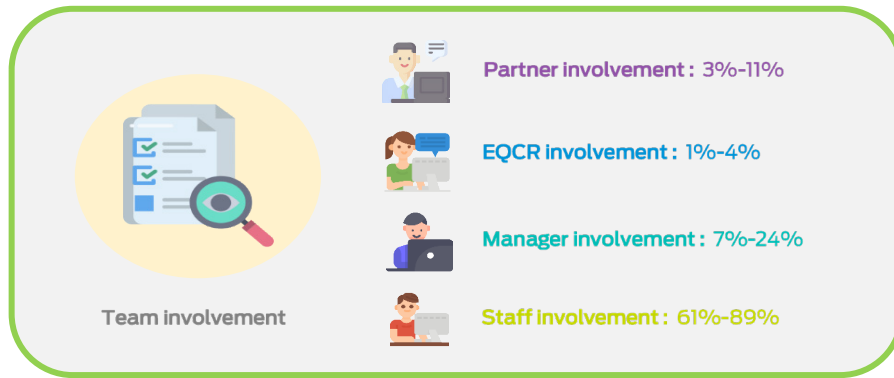 Partner involvement : 3%-11%
EQCR involvement : 1%-4%
Manager involvement : 7%-24%
Team involvement
Staff involvement : 61%-89%